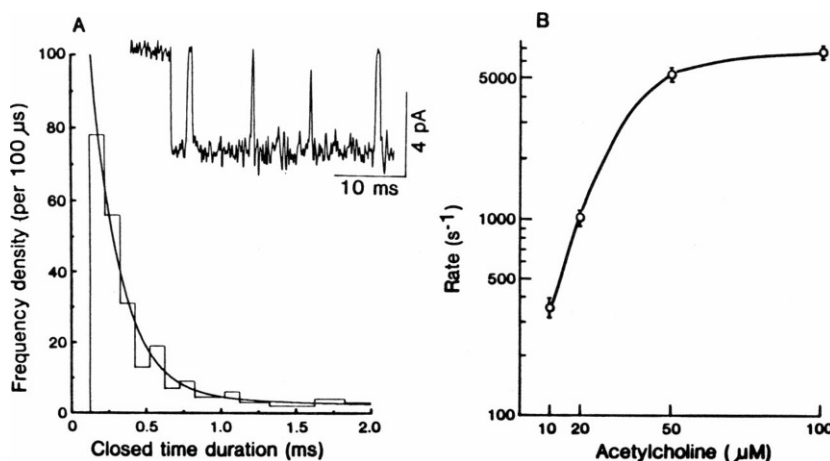 A
Frequency density (per 100 µs)
100
80
60
40
20
0
0
0.5
1.0
1.5
2.0
Closed time duration (ms)
4 pA
10 ms
B
Rate (s⁻¹)
5000
1000
500
100
10
20
50
100
Acetylcholine ( µM)